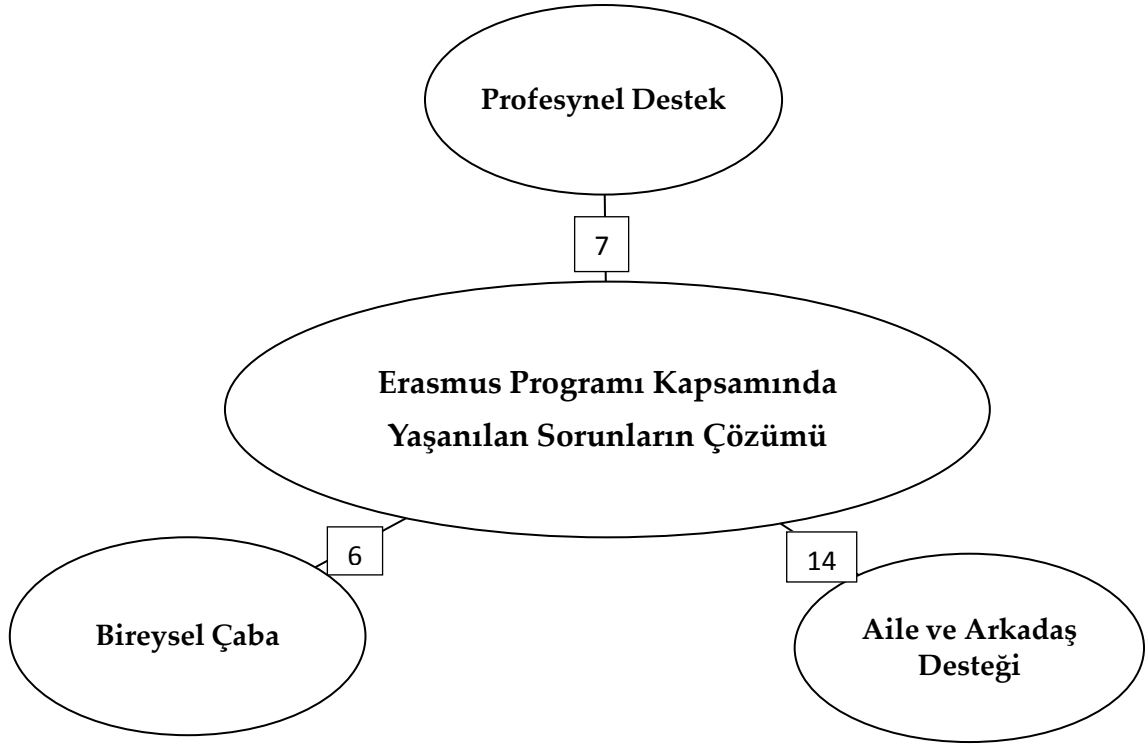 Profesynel Destek
7
Erasmus Programı Kapsamında
Yaşanılan Sorunların Çözümü
6
14
Bireysel Çaba
Aile ve Arkadaş
Desteği